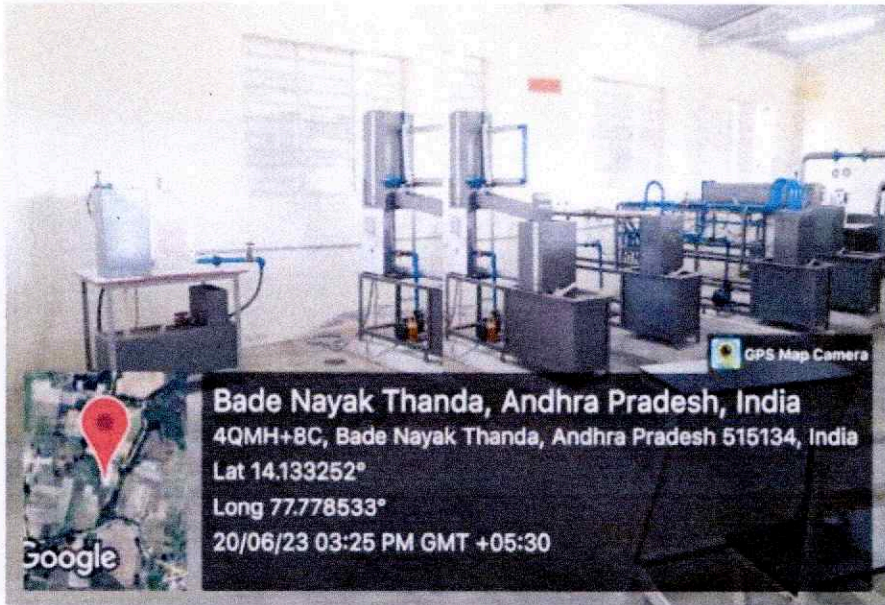 GPS Map Camera
Bade Nayak Thanda, Andhra Pradesh, India
4QMH+8C, Bade Nayak Thanda, Andhra Pradesh 515134, India
Lat 14.133252°
Long 77.778533°
20/06/23 03:25 PM GMT +05:30
Google